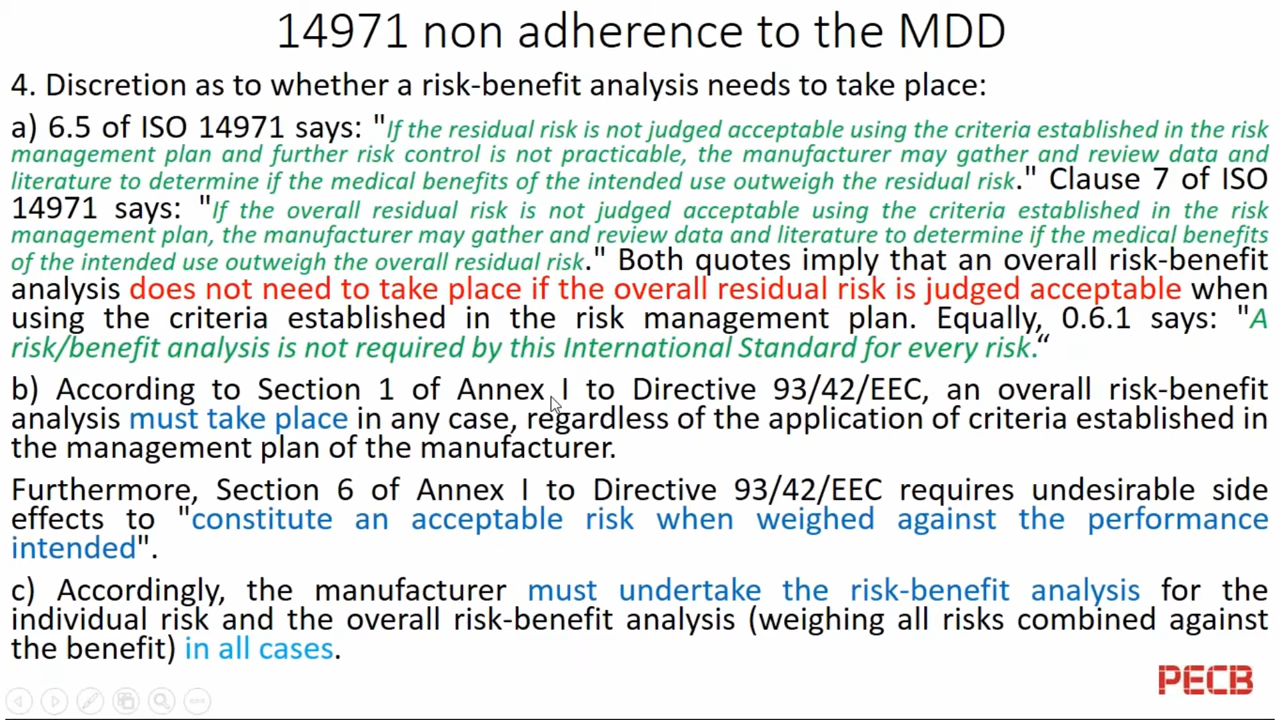 14971 non adherence to the MDD
4. Discretion as to whether a risk-benefit analysis needs to take place:
a) 6.5 of ISO 14971 says: "If the residual risk is not judged acceptable using the criteria established in the risk
management plan and further risk control is not practicable, the manufacturer may gather and review data and
literature to determine if the medical benefits of the intended use outweigh the residual risk." Clause 7 of ISO
14971 says: "If the overall residual risk is not judged acceptable using the criteria established in the risk
management plan, the manufacturer may gather and review data and literature to determine if the medical benefits
of the intended use outweigh the overall residual risk." Both quotes imply that an overall risk-benefit
analysis does not need to take place if the overall residual risk is judged acceptable when
using the criteria established in the risk management plan. Equally, 0.6.1 says: "A
risk/benefit analysis is not required by this International Standard for every risk.“
b) According to Section 1 of Annex I to Directive 93/42/EEC, an overall risk-benefit
analysis must take place in any case, regardless of the application of criteria established in
the management plan of the manufacturer.
Furthermore, Section 6 of Annex I to Directive 93/42/EEC requires undesirable side
effects to "constitute an acceptable risk when weighed against the performance
intended".
c) Accordingly, the manufacturer must undertake the risk-benefit analysis for the
individual risk and the overall risk-benefit analysis (weighing all risks combined against
the benefit) in all cases.
PECB